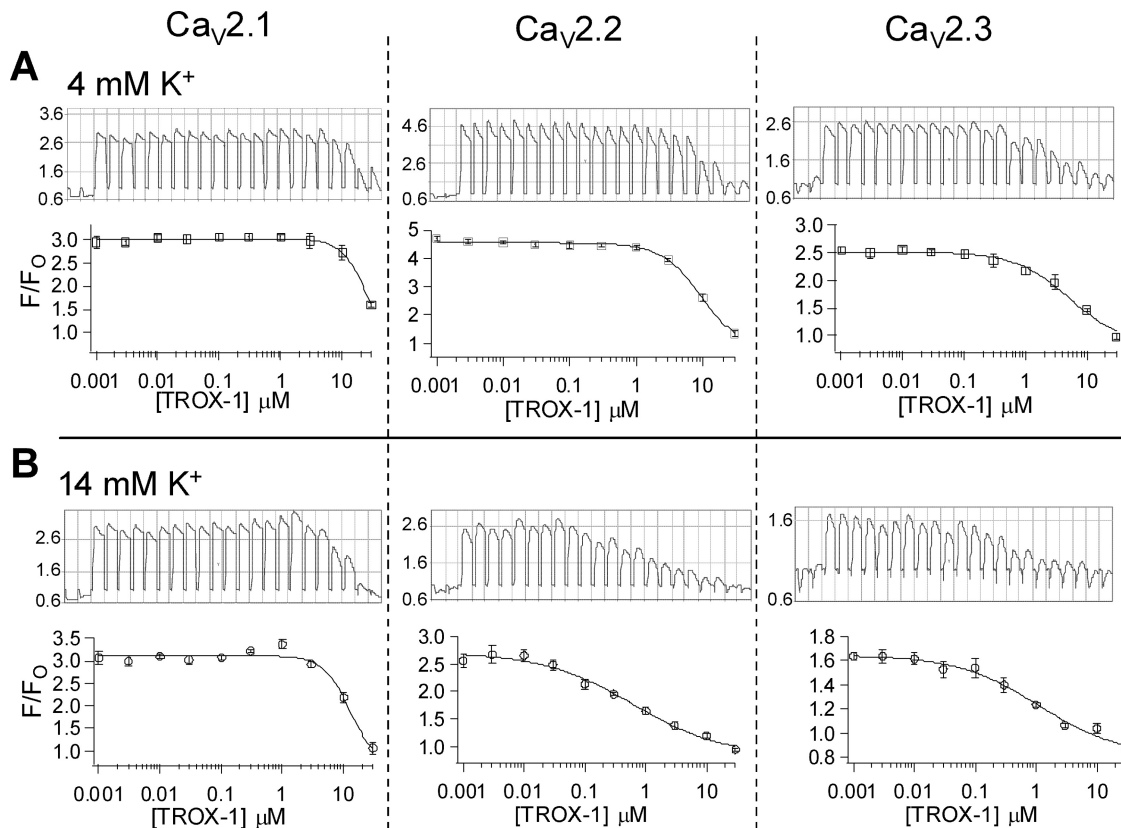 Ca_V2.1 Ca_V2.2 Ca_V2.3
A
4 mM K⁺
3.6 2.6 1.6 0.6
4.6 2.6 0.6
2.6 1.6 0.6
F/F_O
3.0 2.5 2.0 1.5 1.0
5 4 3 2 1
3.0 2.5 2.0 1.5 1.0
0.001 0.01 0.1 1 10
0.001 0.01 0.1 1 10
0.001 0.01 0.1 1 10
[TROX-1] μM
[TROX-1] μM
[TROX-1] μM
B
14 mM K⁺
2.6 1.6 0.6
2.6 1.6 0.6
1.6 0.6
F/F_O
3.5 3.0 2.5 2.0 1.5 1.0
3.0 2.5 2.0 1.5 1.0
1.8 1.6 1.4 1.2 1.0 0.8
0.001 0.01 0.1 1 10
0.001 0.01 0.1 1 10
0.001 0.01 0.1 1 10
[TROX-1] μM
[TROX-1] μM
[TROX-1] μM